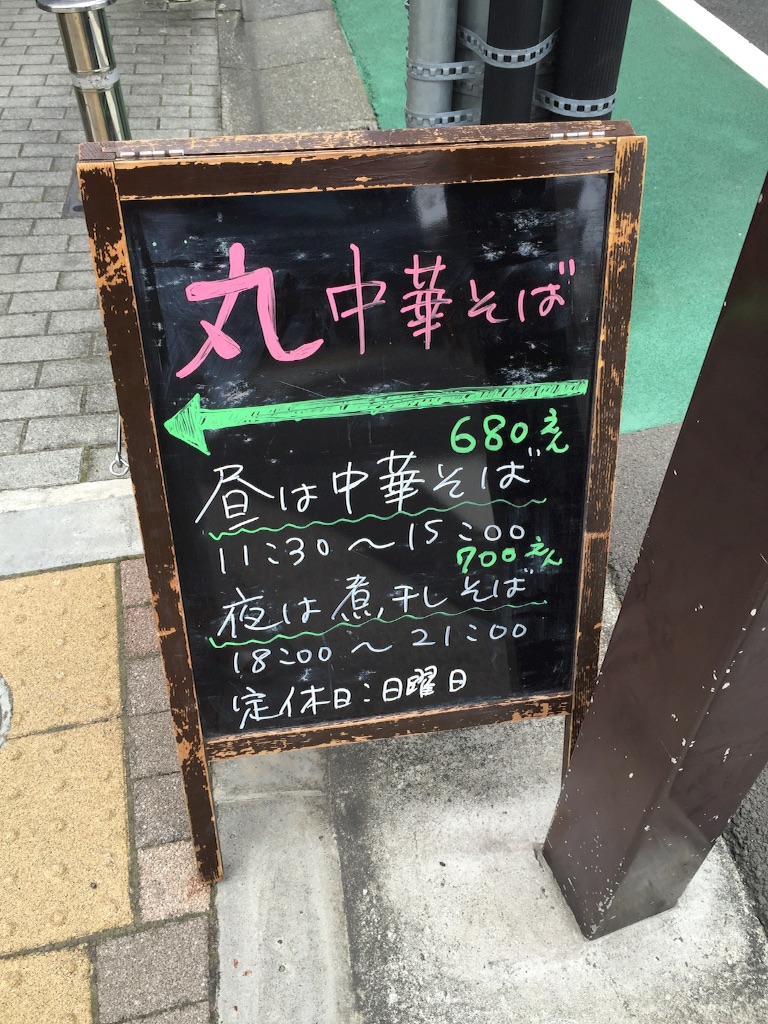 丸中華そば
680えん
昼は中華そば
11:30〜15:00
700えん
夜は煮干しそば
18:00〜21:00
定休日:日曜日